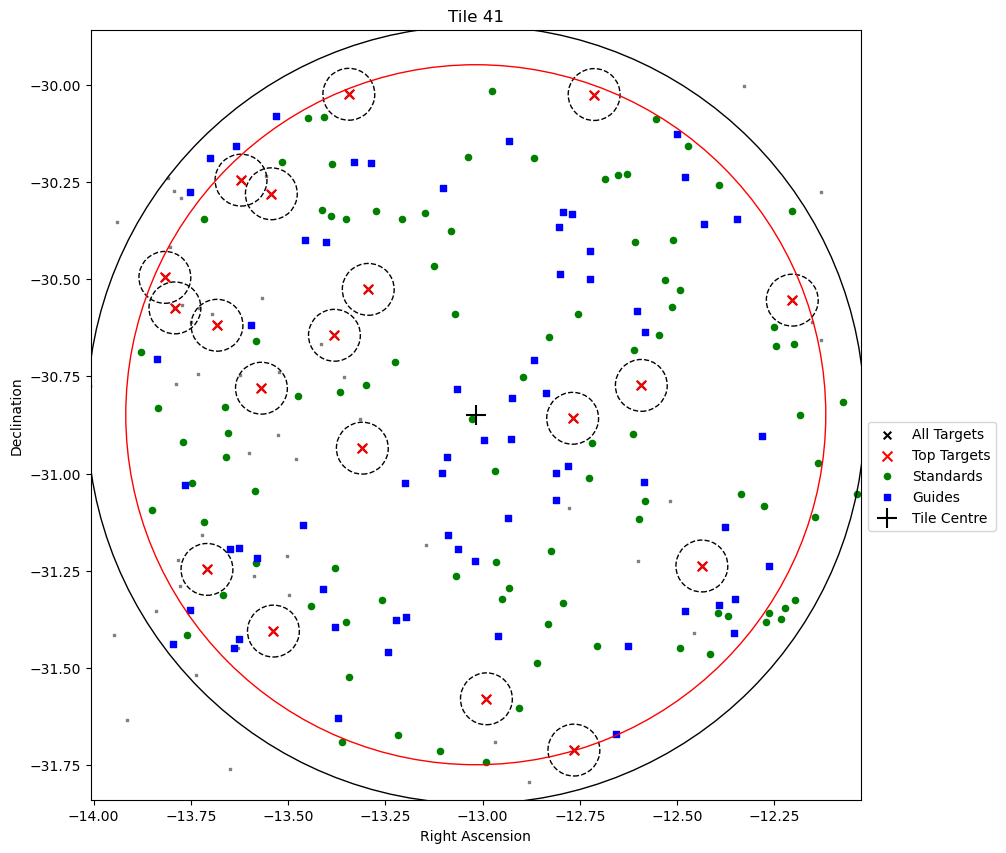 Tile 41
Declination
−30.00
−30.25
−30.50
−30.75
−31.00
−31.25
−31.50
−31.75
−14.00
−13.75
−13.50
−13.25
−13.00
−12.75
−12.50
−12.25
Right Ascension
All Targets
Top Targets
Standards
Guides
Tile Centre